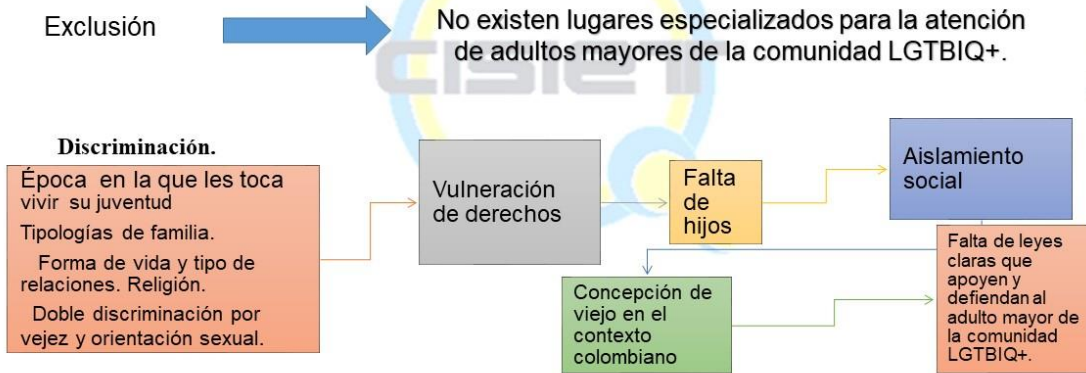 Exclusión
No existen lugares especializados para la atención
de adultos mayores de la comunidad LGTBIQ+.
CISIET
Discriminación.
Época en la que les toca
vivir su juventud
Tipologías de familia.
Forma de vida y tipo de
relaciones. Religión.
Doble discriminación por
vejez y orientación sexual.
Vulneración
de derechos
Falta
de
hijos
Aislamiento
social
Concepción de
viejo en el
contexto
colombiano
Falta de leyes
claras que
apoyen y
defiendan al
adulto mayor de
la comunidad
LGTBIQ+.